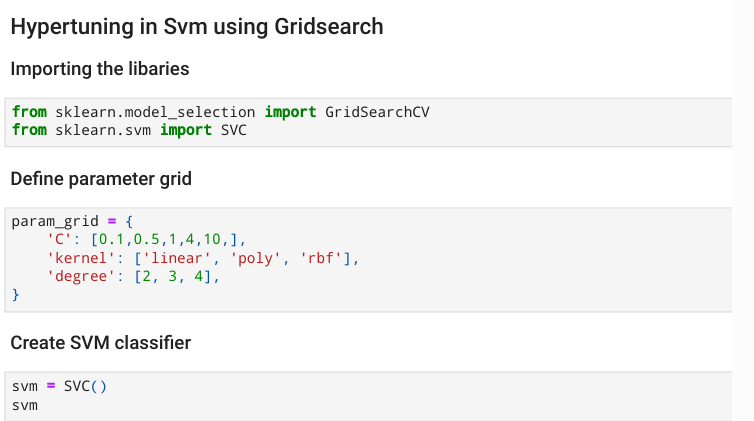 Hypertuning in Svm using Gridsearch
Importing the libaries
from sklearn.model_selection import GridSearchCV
from sklearn.svm import SVC
Define parameter grid
param_grid = {
    'C': [0.1,0.5,1,4,10,],
    'kernel': ['linear', 'poly', 'rbf'],
    'degree': [2, 3, 4],
}
Create SVM classifier
svm = SVC()
svm